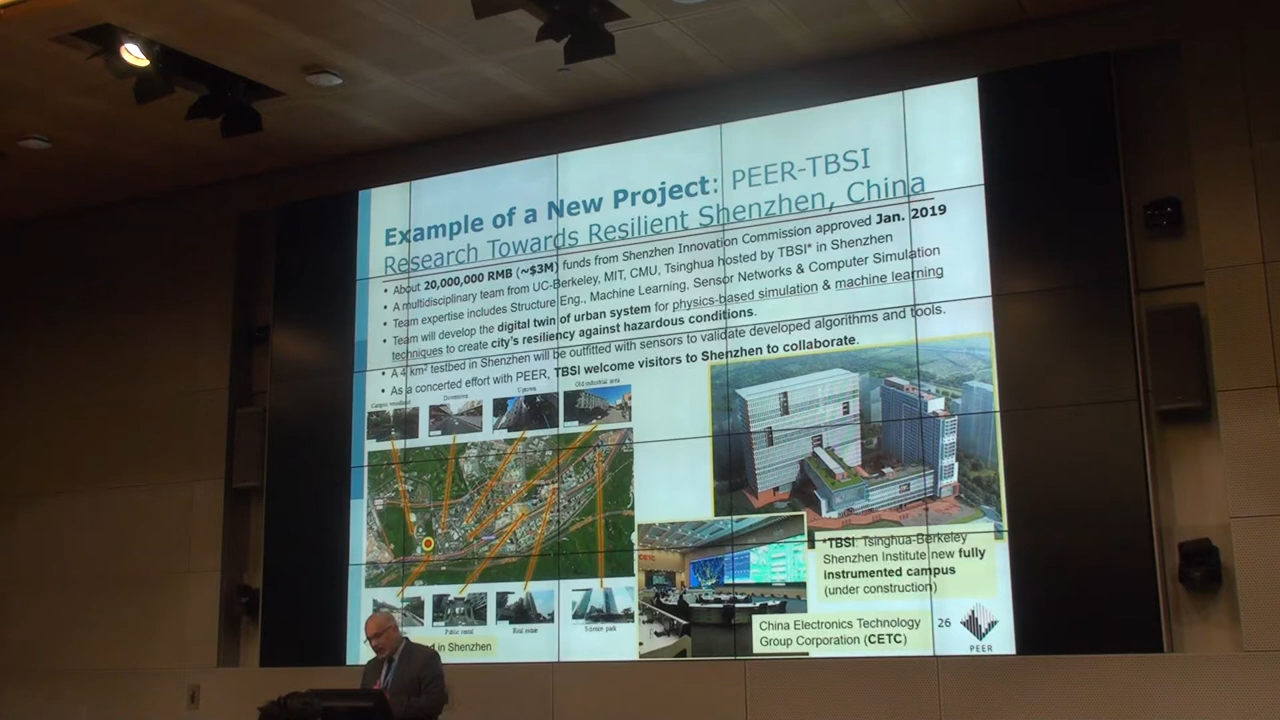 Example of a New Project: PEER-TBSI
Research Towards Resilient Shenzhen, China
• About 20,000,000 RMB (~$3M) funds from Shenzhen Innovation Commission approved Jan. 2019
• A multidisciplinary team from UC-Berkeley, MIT, CMU, Tsinghua hosted by TBSI* in Shenzhen
• Team expertise includes Structure Eng., Machine Learning, Sensor Networks & Computer Simulation
• Team will develop the digital twin of urban system for physics-based simulation & machine learning
techniques to create city's resiliency against hazardous conditions.
• A 4 km² testbed in Shenzhen will be outfitted with sensors to validate developed algorithms and tools.
• As a concerted effort with PEER, TBSI welcome visitors to Shenzhen to collaborate.
Campus
Downtown
Uptown
Old industrial area
CETC
*TBSI: Tsinghua-Berkeley
Shenzhen Institute new fully
instrumented campus
(under construction)
Public rental
Real estate
Science park
in Shenzhen
China Electronics Technology
Group Corporation (CETC)
26
PEER